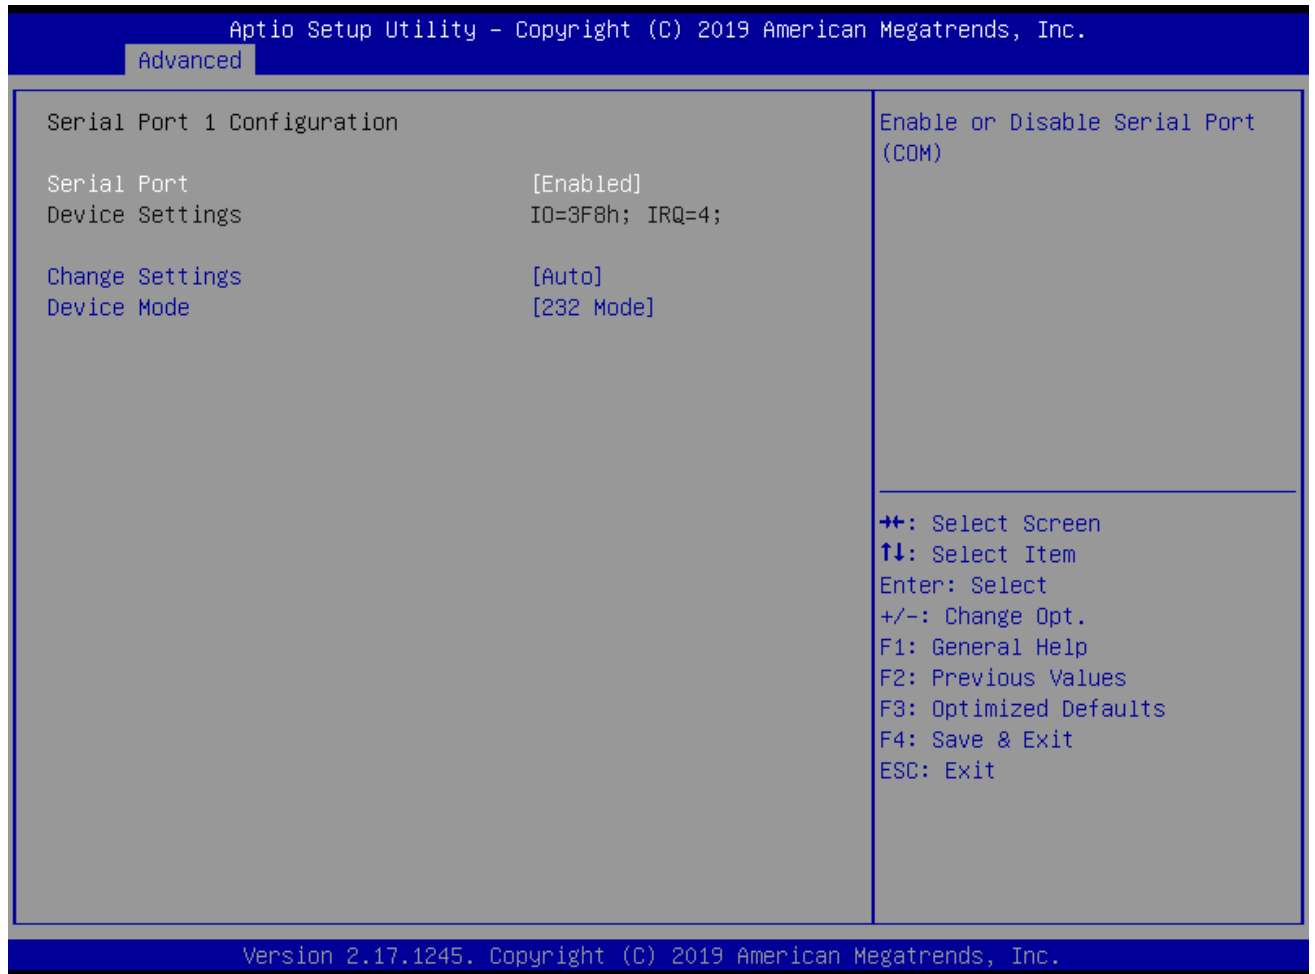 Aptio Setup Utility – Copyright (C) 2019 American Megatrends, Inc.
Advanced
Serial Port 1 Configuration
Serial Port [Enabled]
Device Settings IO=3F8h; IRQ=4;
Change Settings [Auto]
Device Mode [232 Mode]
Enable or Disable Serial Port
(COM)
→←: Select Screen
↑↓: Select Item
Enter: Select
+/-: Change Opt.
F1: General Help
F2: Previous Values
F3: Optimized Defaults
F4: Save & Exit
ESC: Exit
Version 2.17.1245. Copyright (C) 2019 American Megatrends, Inc.